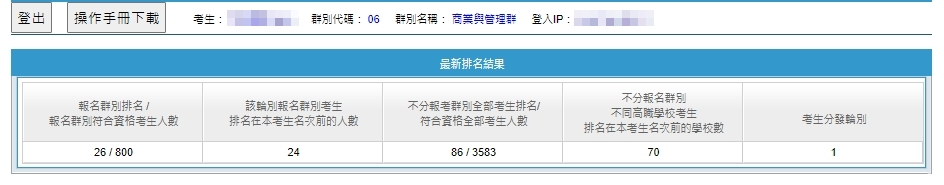 登出 操作手冊下載 考生： 群別代碼： 06 群別名稱： 商業與管理群 登入IP：
最新排名結果
報名群別排名 /
報名群別符合資格考生人數
該輪別報名群別考生
排名在本考生名次前的人數
不分報考群別全部考生排名/
符合資格全部考生人數
不分報名群別
不同高職學校考生
排名在本考生名次前的學校數
考生分發輪別
26 / 800 24 86 / 3583 70 1